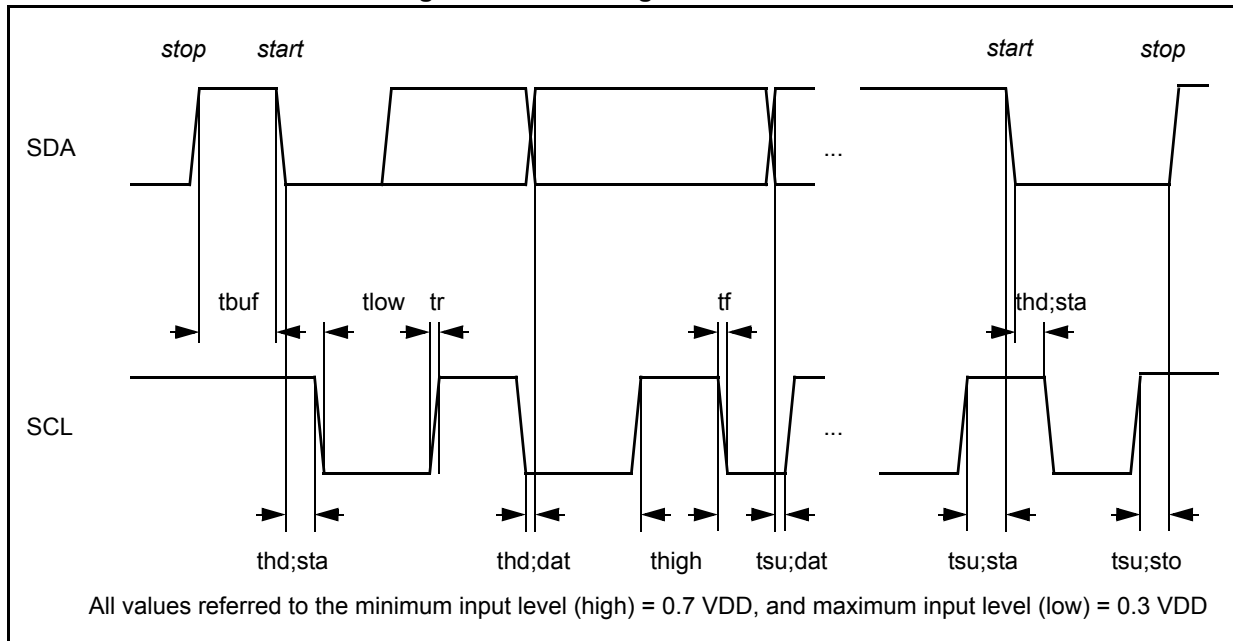 stop start start stop
SDA ...
tbuf tlow tr tf thd;sta
SCL ...
thd;sta thd;dat thigh tsu;dat tsu;sta tsu;sto
All values referred to the minimum input level (high) = 0.7 VDD, and maximum input level (low) = 0.3 VDD